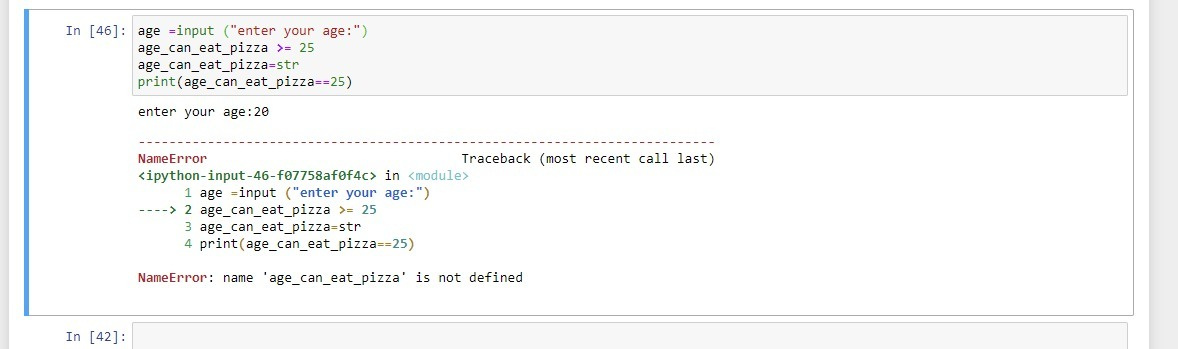 In [46]: age =input ("enter your age:")
age_can_eat_pizza >= 25
age_can_eat_pizza=str
print(age_can_eat_pizza==25)
enter your age:20
---------------------------------------------------------------------------
NameError                                 Traceback (most recent call last)
<ipython-input-46-f07758af0f4c> in <module>
      1 age =input ("enter your age:")
----> 2 age_can_eat_pizza >= 25
      3 age_can_eat_pizza=str
      4 print(age_can_eat_pizza==25)
NameError: name 'age_can_eat_pizza' is not defined
In [42]: